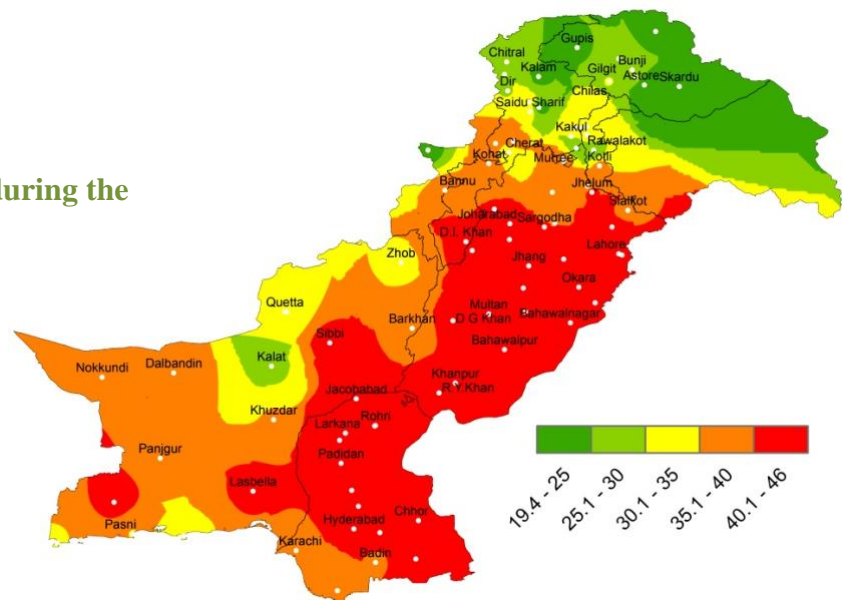 during the
Gupis
Chitral
Bunji
Kalam
Gilgit
Astore Skardu
Dir
Chilas
Saidu Sharif
Kakul
Cherat
Rawalakot
Kohat
Murree
Kotli
Bannu
Jhelum
Sialkot
Joharabad
Sargodha
D.I. Khan
Lahore
Zhob
Jhang
Okara
Quetta
Multan
Barkhan
D G Khan
Bahawalnagar
Sibbi
Bahawalpur
Kalat
Nokkundi
Dalbandin
Khanpur
R Y Khan
Jacobabad
Khuzdar
Rohri
Larkana
Panjgur
Padidan
Lasbella
Chhor
Pasni
Hyderabad
Karachi
Badin
19.4 - 25
25.1 - 30
30.1 - 35
35.1 - 40
40.1 - 46